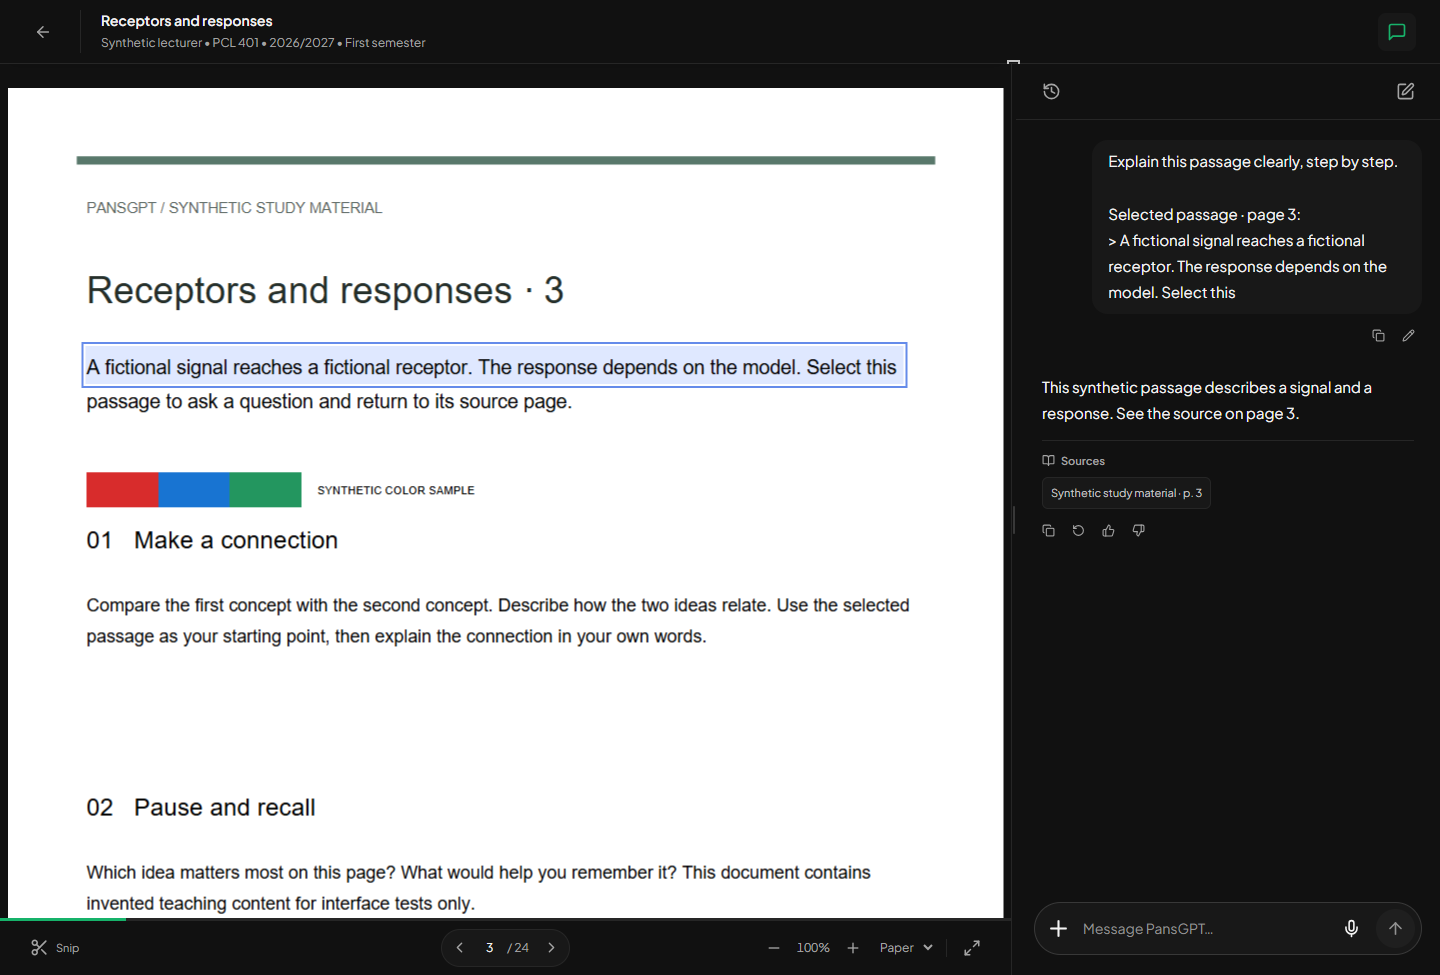 Receptors and responses
Synthetic lecturer • PCL 401 • 2026/2027 • First semester
PANSGPT / SYNTHETIC STUDY MATERIAL
Receptors and responses · 3
A fictional signal reaches a fictional receptor. The response depends on the model. Select this
passage to ask a question and return to its source page.
SYNTHETIC COLOR SAMPLE
01 Make a connection
Compare the first concept with the second concept. Describe how the two ideas relate. Use the selected
passage as your starting point, then explain the connection in your own words.
02 Pause and recall
Which idea matters most on this page? What would help you remember it? This document contains
invented teaching content for interface tests only.
Snip
3 / 24
100%
Paper
Explain this passage clearly, step by step.
Selected passage · page 3:
> A fictional signal reaches a fictional
receptor. The response depends on the
model. Select this
This synthetic passage describes a signal and a
response. See the source on page 3.
Sources
Synthetic study material · p. 3
Message PansGPT...